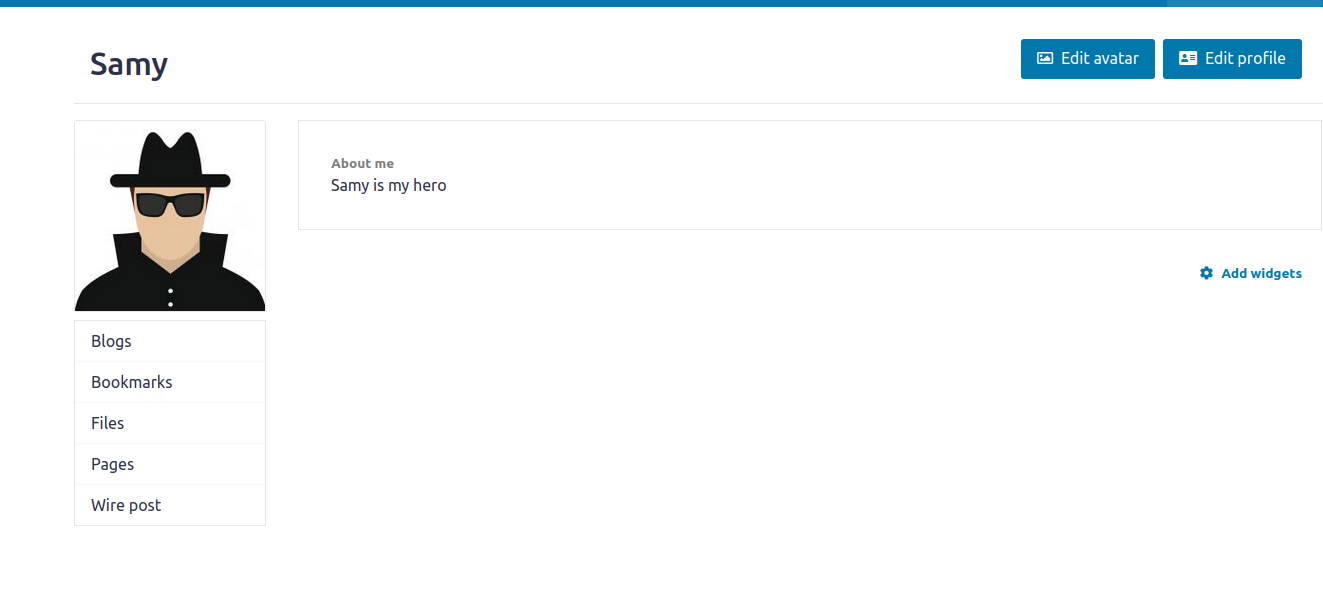 Samy
Edit avatar
Edit profile
About me
Samy is my hero
Add widgets
Blogs
Bookmarks
Files
Pages
Wire post